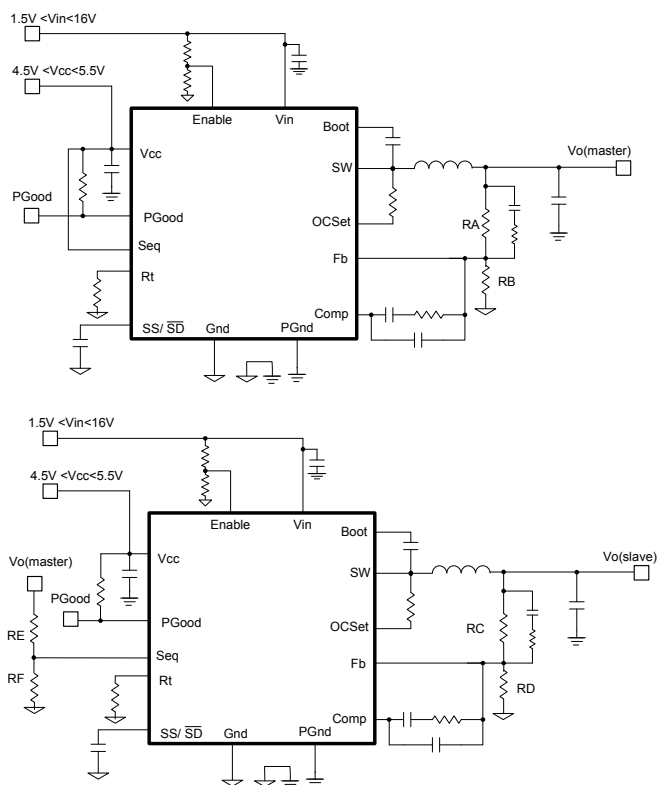 1.5V <Vin<16V
4.5V <Vcc<5.5V
Enable
Vin
Boot
Vcc
SW
Vo(master)
PGood
PGood
OCSet
RA
Seq
Fb
Rt
RB
Comp
SS/ SD
Gnd
PGnd
1.5V <Vin<16V
4.5V <Vcc<5.5V
Enable
Vin
Boot
Vo(master)
Vcc
SW
Vo(slave)
PGood
PGood
OCSet
RC
RE
Seq
Fb
RF
Rt
RD
Comp
SS/ SD
Gnd
PGnd